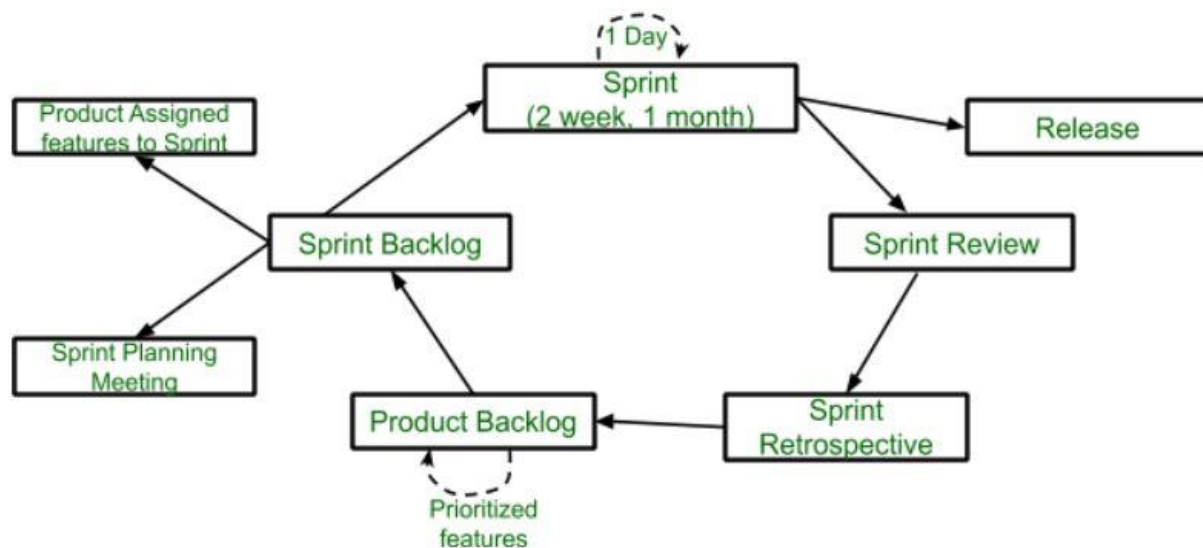 1 Day
Sprint
(2 week, 1 month)
Product Assigned
features to Sprint
Release
Sprint Backlog
Sprint Review
Sprint Planning
Meeting
Product Backlog
Sprint
Retrospective
Prioritized
features